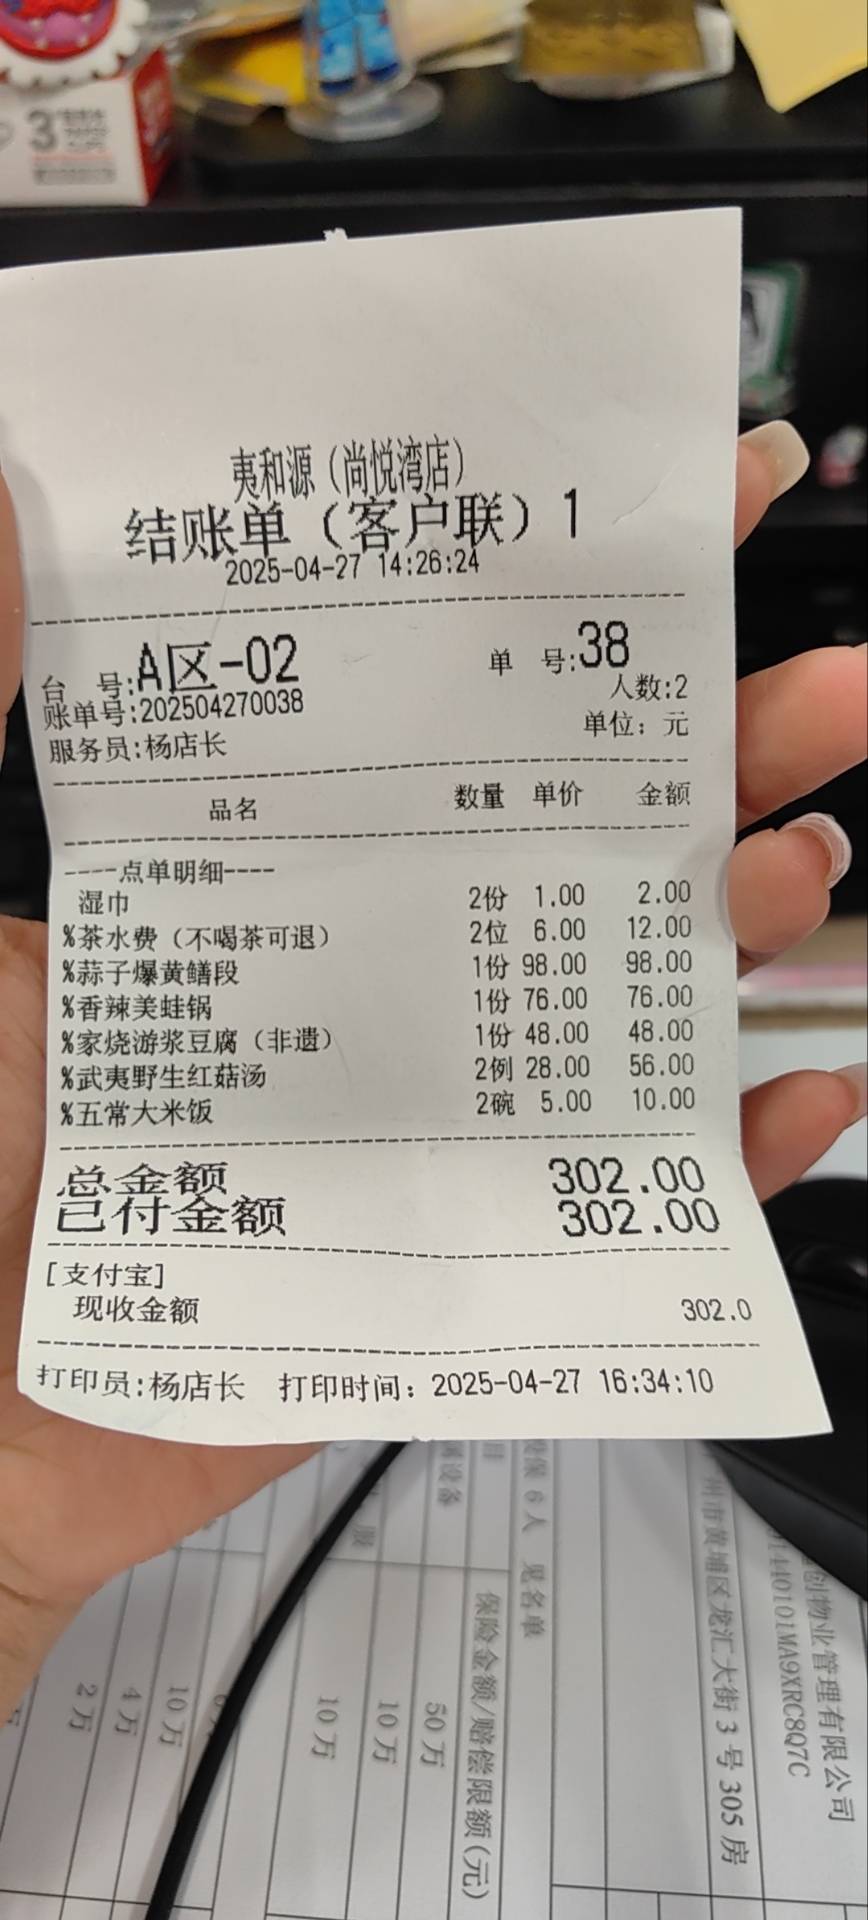 3
夷和源（尚悦湾店）
结账单（客户联）1
2025-04-27 14:26:24
台 号:A区-02 单 号:38
人数:2
账单号:202504270038
单位：元
服务员:杨店长
品名 数量 单价 金额
----点单明细----
湿巾 2份 1.00 2.00
%茶水费（不喝茶可退） 2位 6.00 12.00
%蒜子爆黄鳝段 1份 98.00 98.00
%香辣美蛙锅 1份 76.00 76.00
%家烧游浆豆腐（非遗） 1份 48.00 48.00
%武夷野生红菇汤 2例 28.00 56.00
%五常大米饭 2碗 5.00 10.00
总金额 302.00
已付金额 302.00
[支付宝]
现收金额 302.0
打印员:杨店长 打印时间：2025-04-27 16:34:10
创物业管理有限公司
1440101MA9XRC8Q7C
州市黄埔区龙汇大街 3 号 305 房
保 6 人 见名单
保险金额/赔偿限额(元)
设备
50 万
10 万
服
10 万
10 万
4 万
2 万